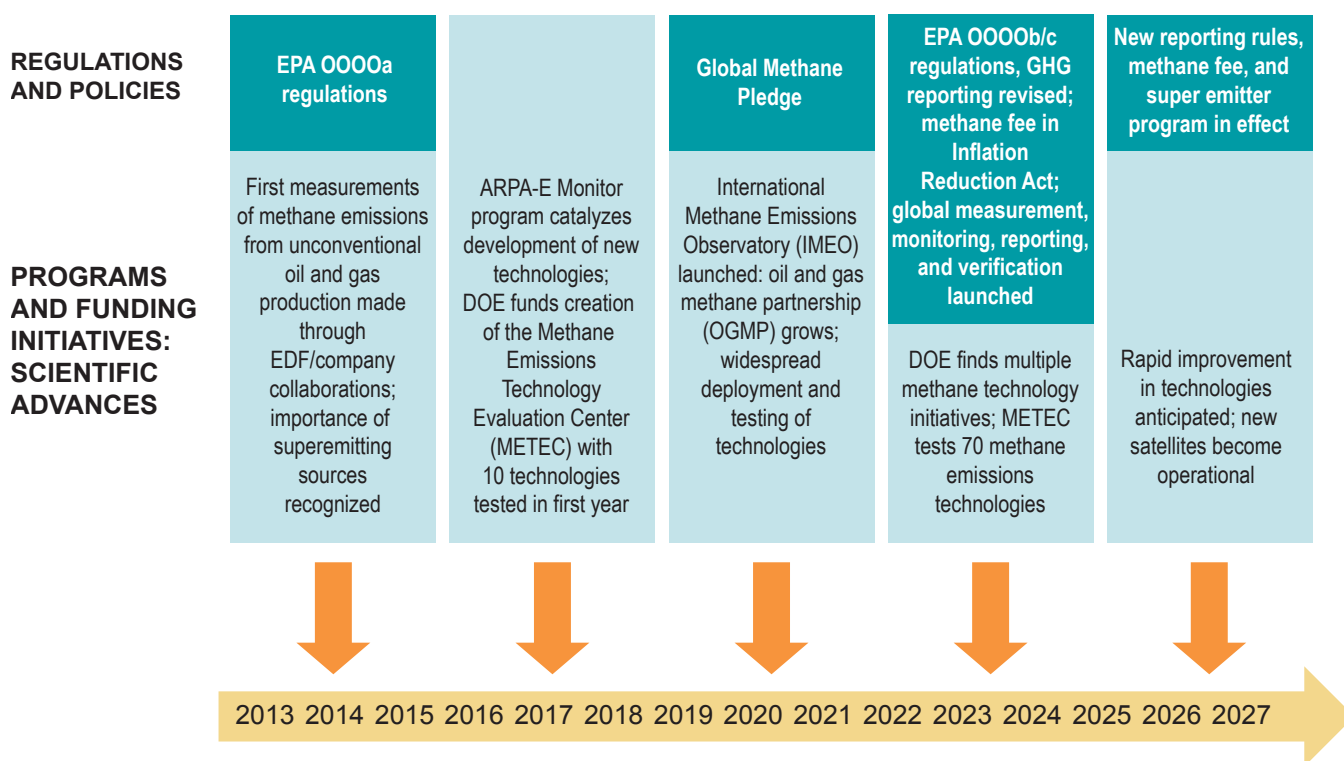 REGULATIONS
AND POLICIES
EPA OOOOa
regulations
Global Methane
Pledge
EPA OOOOb/c
regulations, GHG
reporting revised;
methane fee in
Inflation
Reduction Act;
global measurement,
monitoring, reporting,
and verification
launched
New reporting rules,
methane fee, and
super emitter
program in effect
PROGRAMS
AND FUNDING
INITIATIVES:
SCIENTIFIC
ADVANCES
First measurements
of methane emissions
from unconventional
oil and gas
production made
through
EDF/company
collaborations;
importance of
superemitting
sources
recognized
ARPA-E Monitor
program catalyzes
development of new
technologies;
DOE funds creation
of the Methane
Emissions
Technology
Evaluation Center
(METEC) with
10 technologies
tested in first year
International
Methane Emissions
Observatory (IMEO)
launched: oil and gas
methane partnership
(OGMP) grows;
widespread
deployment and
testing of
technologies
DOE finds multiple
methane technology
initiatives; METEC
tests 70 methane
emissions
technologies
Rapid improvement
in technologies
anticipated; new
satellites become
operational
2013 2014 2015 2016 2017 2018 2019 2020 2021 2022 2023 2024 2025 2026 2027